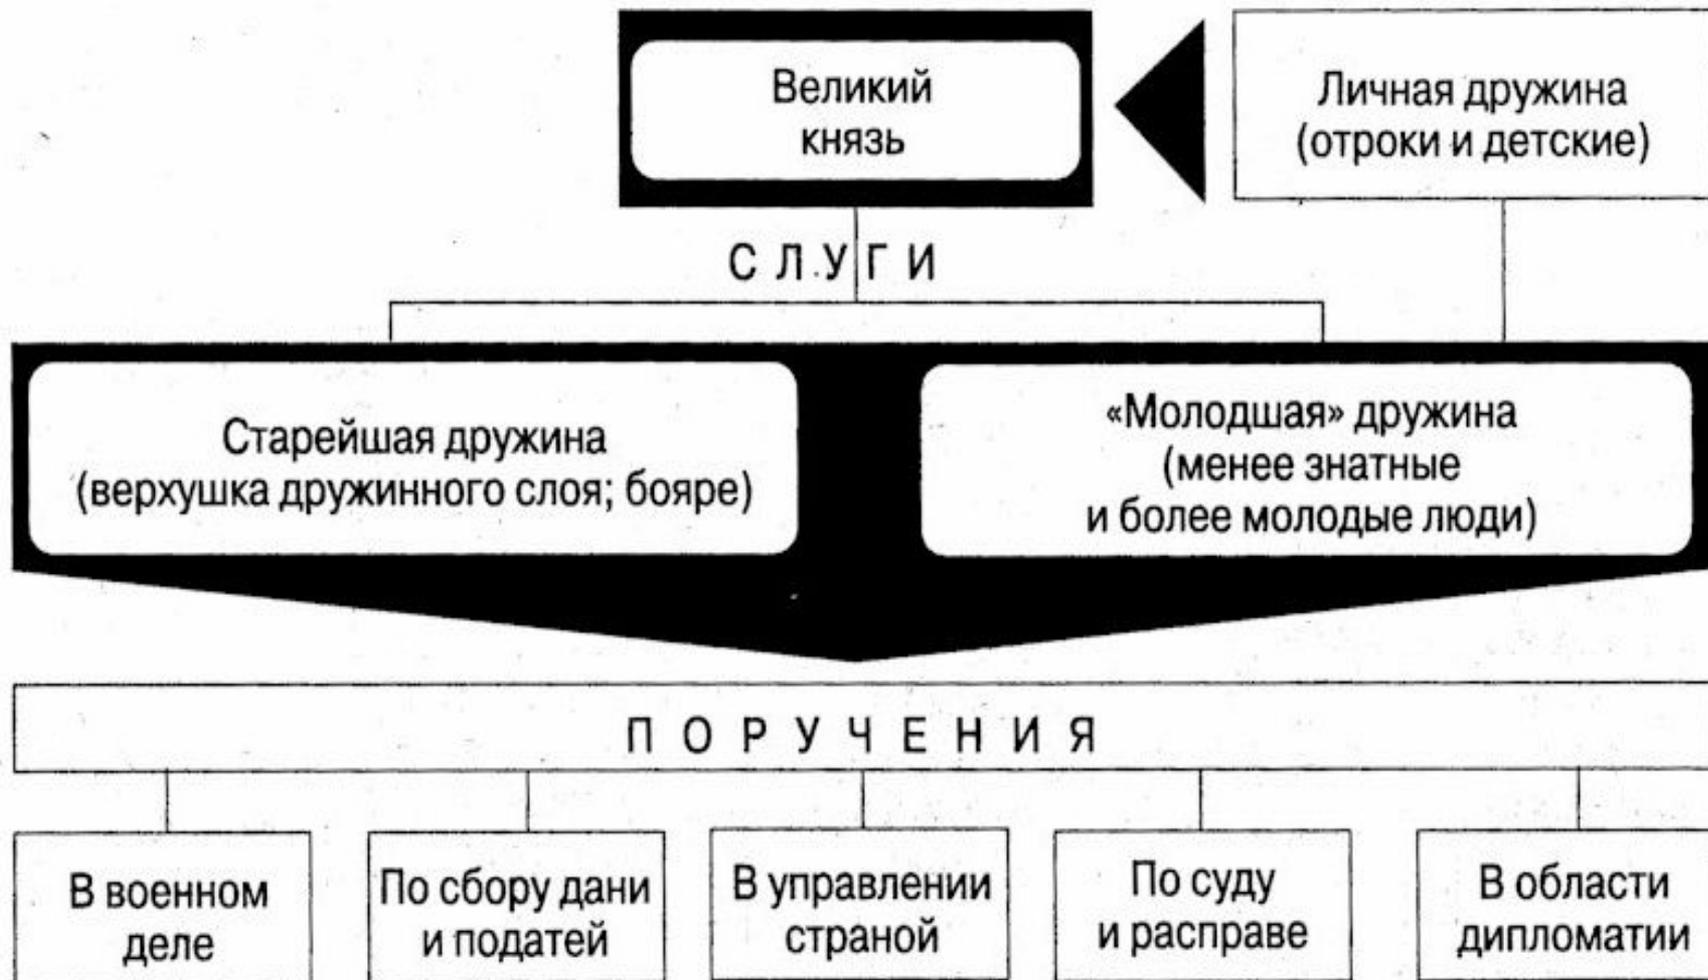 Великий
князь
Личная дружина
(отроки и детские)
СЛУГИ
Старейшая дружина
(верхушка дружинного слоя; бояре)
«Молодшая» дружина
(менее знатные
и более молодые люди)
ПОРУЧЕНИЯ
В военном
деле
По сбору дани
и податей
В управлении
страной
По суду
и расправе
В области
дипломатии